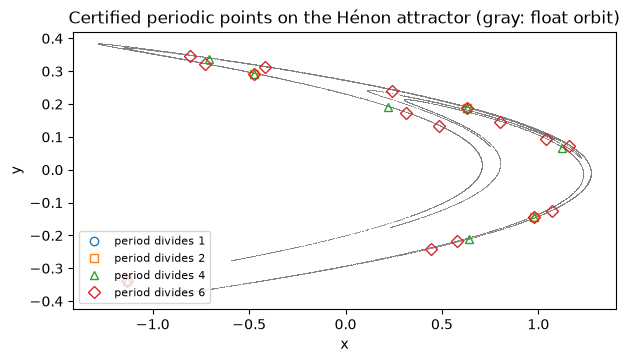 Certified periodic points on the Hénon attractor (gray: float orbit)
0.4
0.3
0.2
0.1
0.0
−0.1
−0.2
−0.3
−0.4
y
period divides 1
period divides 2
period divides 4
period divides 6
−1.0
−0.5
0.0
0.5
1.0
x